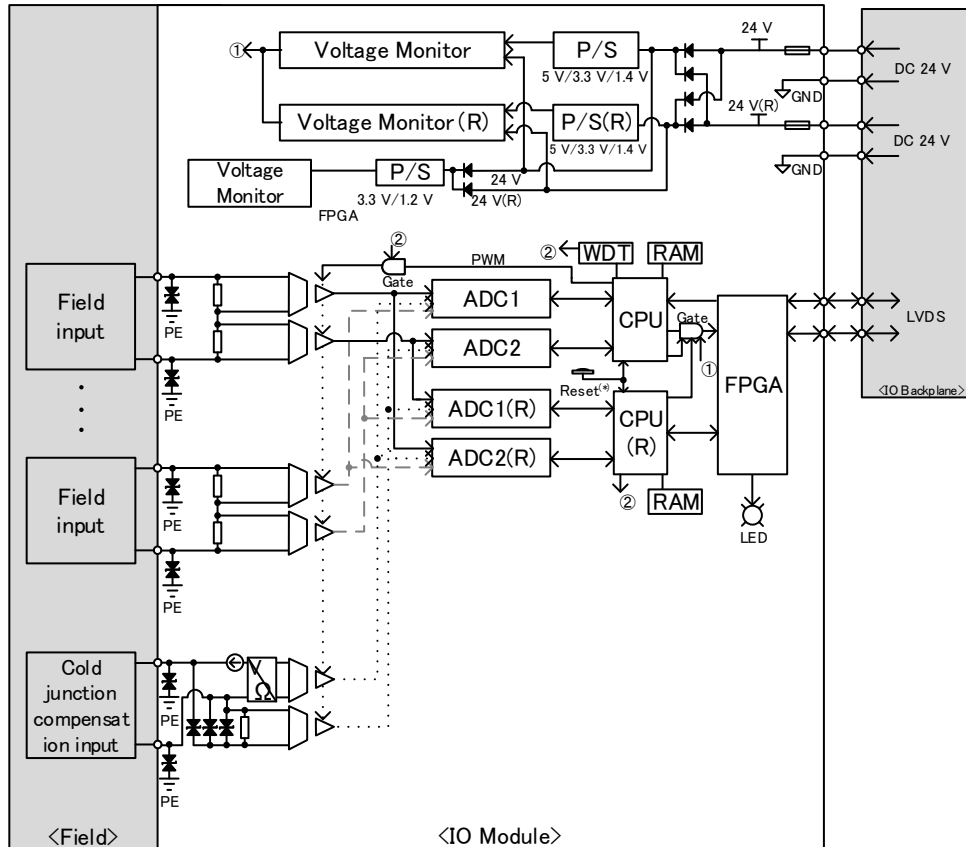 24 V
①
Voltage Monitor
P/S
DC 24 V
5 V/3.3 V/1.4 V
GND
24 V(R)
Voltage Monitor(R)
P/S(R)
DC 24 V
5 V/3.3 V/1.4 V
GND
Voltage
Monitor
P/S
24 V
3.3 V/1.2 V
24 V(R)
FPGA
②
②
WDT
RAM
PWM
Gate
Field
input
PE
PE
ADC1
ADC2
ADC1(R)
ADC2(R)
CPU
Gate
①
Reset(*)
CPU
(R)
②
RAM
FPGA
LED
LVDS
<IO Backplane>
Field
input
PE
PE
Cold
junction
compensat
ion input
PE
PE
V
Ω
<Field>
<IO Module>